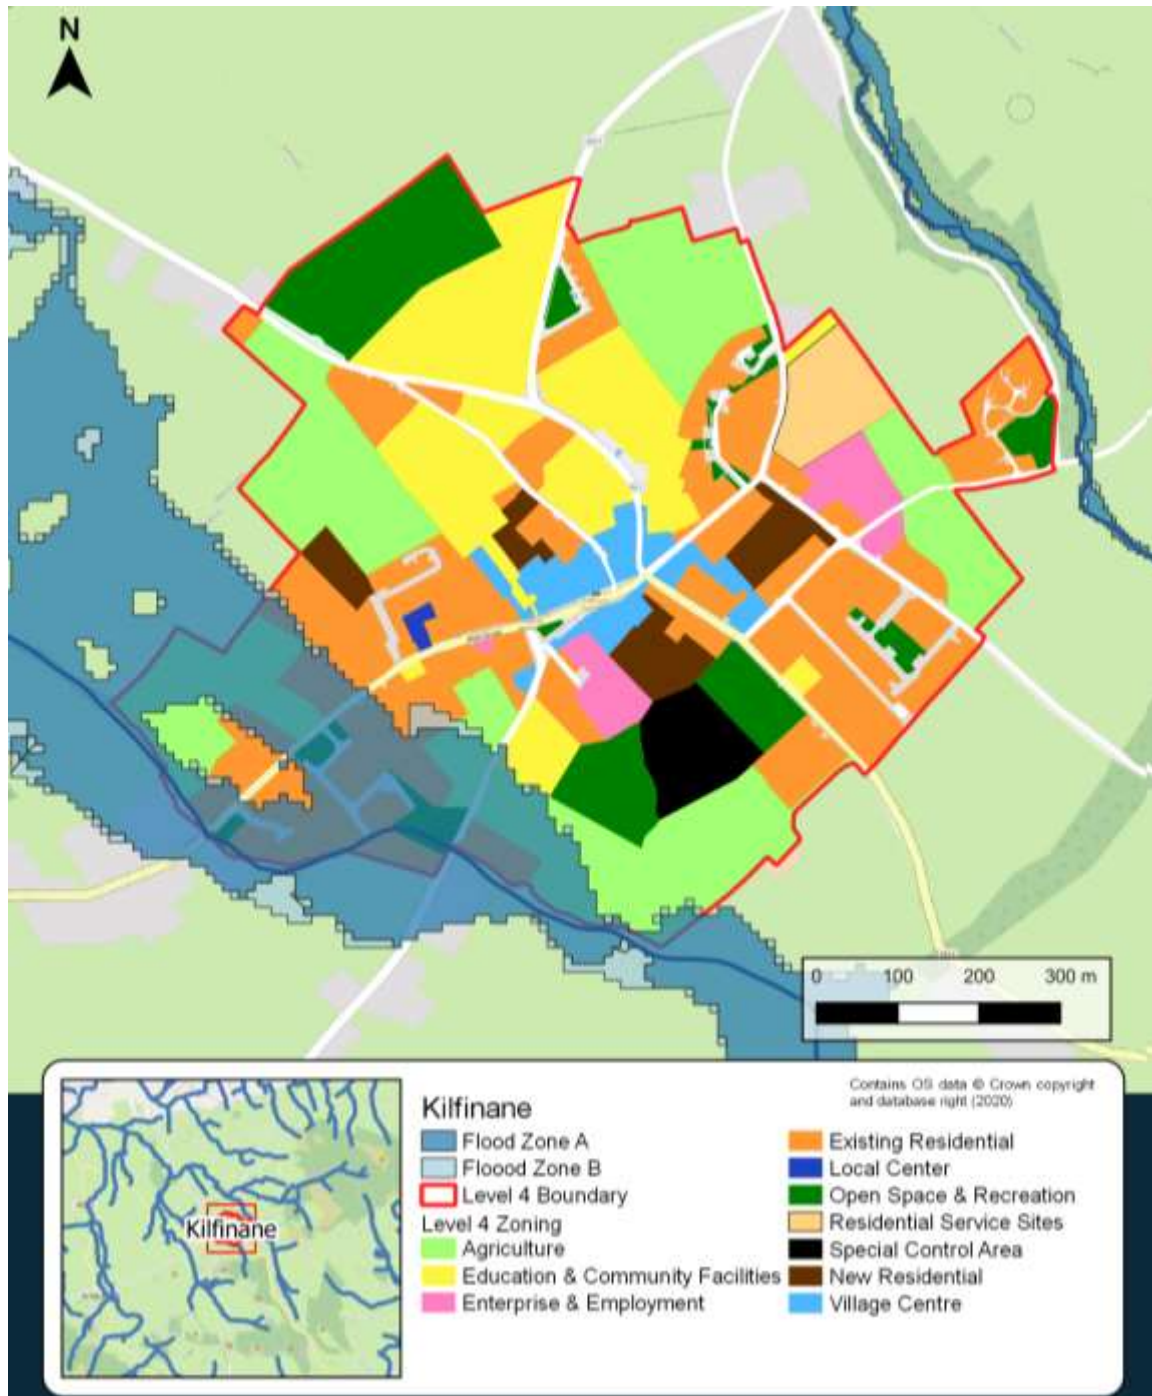 N
0 100 200 300 m
Kilfinane
Contains OS data © Crown copyright
and database right (2020)
Kilfinane
Flood Zone A
Floood Zone B
Level 4 Boundary
Level 4 Zoning
Agriculture
Education & Community Facilities
Enterprise & Employment
Existing Residential
Local Center
Open Space & Recreation
Residential Service Sites
Special Control Area
New Residential
Village Centre